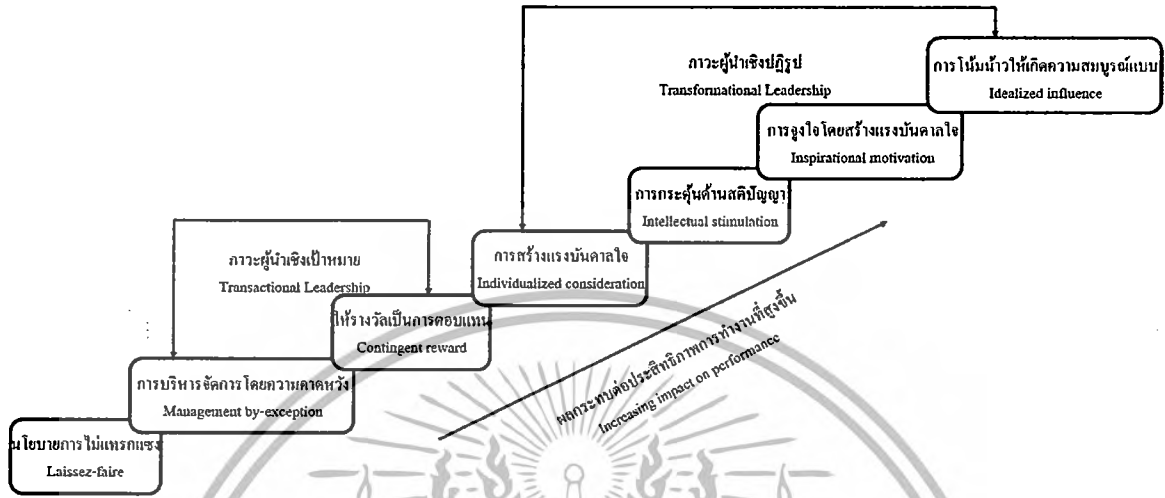 การโน้มน้าวให้เกิดความสมบูรณ์แบบ
Idealized influence
ภาวะผู้นำเชิงปฏิรูป
Transformational Leadership
การจูงใจโดยสร้างแรงบันดาลใจ
Inspirational motivation
การกระตุ้นด้านสติปัญญา
Intellectual stimulation
การสร้างแรงบันดาลใจ
Individualized consideration
ภาวะผู้นำเชิงเป้าหมาย
Transactional Leadership
ให้รางวัลเป็นการตอบแทน
Contingent reward
การบริหารจัดการโดยความคาดหวัง
Management by-exception
นโยบายการไม่แทรกแซง
Laissez-faire
ผลกระทบต่อประสิทธิภาพการทำงานที่สูงขึ้น
Increasing impact on performance